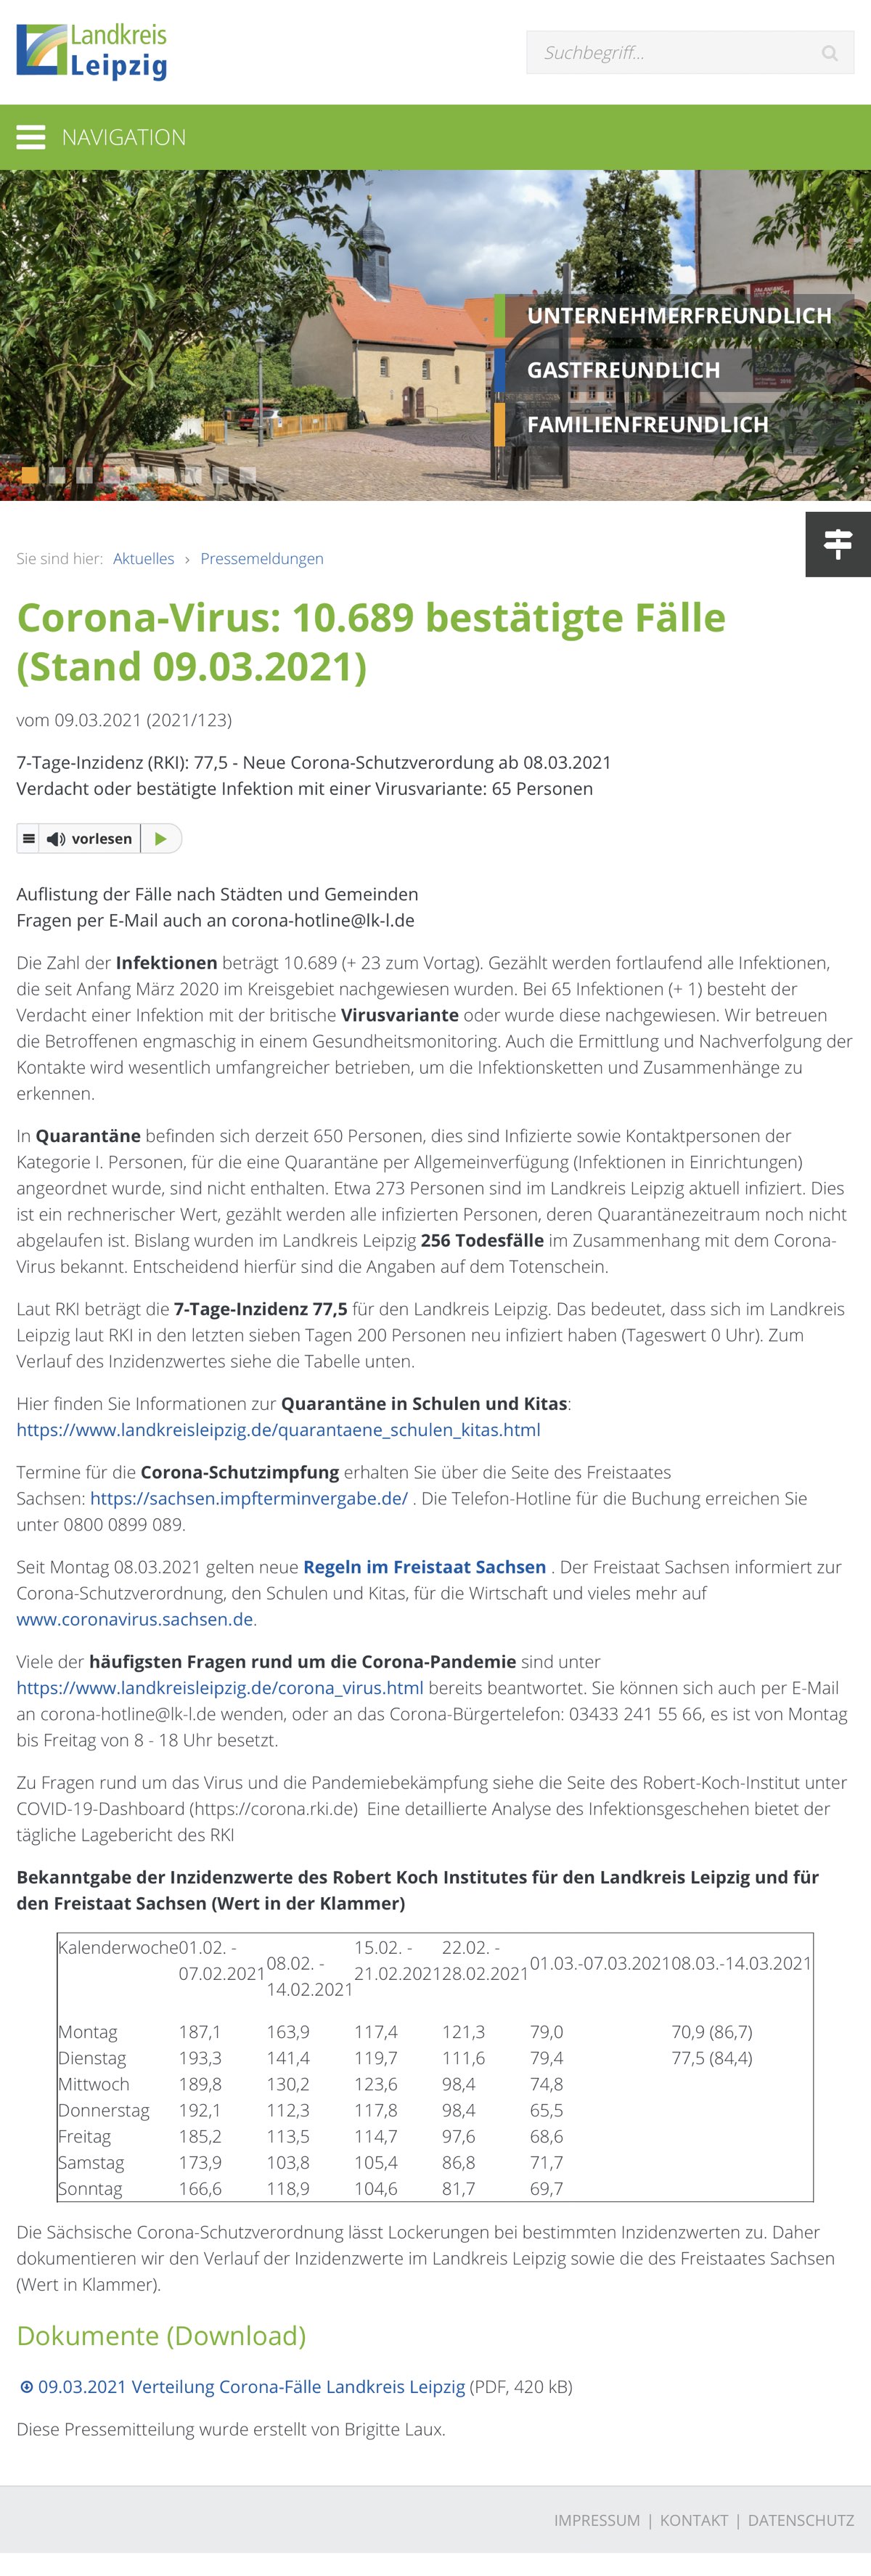 Landkreis
Leipzig
Suchbegriff...
NAVIGATION
UNTERNEHMERFREUNDLICH
GASTFREUNDLICH
FAMILIENFREUNDLICH
Sie sind hier: Aktuelles › Pressemeldungen
Corona-Virus: 10.689 bestätigte Fälle
(Stand 09.03.2021)
vom 09.03.2021 (2021/123)
7-Tage-Inzidenz (RKI): 77,5 - Neue Corona-Schutzverordung ab 08.03.2021
Verdacht oder bestätigte Infektion mit einer Virusvariante: 65 Personen
vorlesen
Auflistung der Fälle nach Städten und Gemeinden
Fragen per E-Mail auch an corona-hotline@lk-l.de
Die Zahl der Infektionen beträgt 10.689 (+ 23 zum Vortag). Gezählt werden fortlaufend alle Infektionen,
die seit Anfang März 2020 im Kreisgebiet nachgewiesen wurden. Bei 65 Infektionen (+ 1) besteht der
Verdacht einer Infektion mit der britische Virusvariante oder wurde diese nachgewiesen. Wir betreuen
die Betroffenen engmaschig in einem Gesundheitsmonitoring. Auch die Ermittlung und Nachverfolgung der
Kontakte wird wesentlich umfangreicher betrieben, um die Infektionsketten und Zusammenhänge zu
erkennen.
In Quarantäne befinden sich derzeit 650 Personen, dies sind Infizierte sowie Kontaktpersonen der
Kategorie I. Personen, für die eine Quarantäne per Allgemeinverfügung (Infektionen in Einrichtungen)
angeordnet wurde, sind nicht enthalten. Etwa 273 Personen sind im Landkreis Leipzig aktuell infiziert. Dies
ist ein rechnerischer Wert, gezählt werden alle infizierten Personen, deren Quarantänezeitraum noch nicht
abgelaufen ist. Bislang wurden im Landkreis Leipzig 256 Todesfälle im Zusammenhang mit dem Corona-
Virus bekannt. Entscheidend hierfür sind die Angaben auf dem Totenschein.
Laut RKI beträgt die 7-Tage-Inzidenz 77,5 für den Landkreis Leipzig. Das bedeutet, dass sich im Landkreis
Leipzig laut RKI in den letzten sieben Tagen 200 Personen neu infiziert haben (Tageswert 0 Uhr). Zum
Verlauf des Inzidenzwertes siehe die Tabelle unten.
Hier finden Sie Informationen zur Quarantäne in Schulen und Kitas:
https://www.landkreisleipzig.de/quarantaene_schulen_kitas.html
Termine für die Corona-Schutzimpfung erhalten Sie über die Seite des Freistaates
Sachsen: https://sachsen.impfterminvergabe.de/ . Die Telefon-Hotline für die Buchung erreichen Sie
unter 0800 0899 089.
Seit Montag 08.03.2021 gelten neue Regeln im Freistaat Sachsen . Der Freistaat Sachsen informiert zur
Corona-Schutzverordnung, den Schulen und Kitas, für die Wirtschaft und vieles mehr auf
www.coronavirus.sachsen.de.
Viele der häufigsten Fragen rund um die Corona-Pandemie sind unter
https://www.landkreisleipzig.de/corona_virus.html bereits beantwortet. Sie können sich auch per E-Mail
an corona-hotline@lk-l.de wenden, oder an das Corona-Bürgertelefon: 03433 241 55 66, es ist von Montag
bis Freitag von 8 - 18 Uhr besetzt.
Zu Fragen rund um das Virus und die Pandemiebekämpfung siehe die Seite des Robert-Koch-Institut unter
COVID-19-Dashboard (https://corona.rki.de) Eine detaillierte Analyse des Infektionsgeschehen bietet der
tägliche Lagebericht des RKI
Bekanntgabe der Inzidenzwerte des Robert Koch Institutes für den Landkreis Leipzig und für
den Freistaat Sachsen (Wert in der Klammer)
Kalenderwoche 01.02. - 07.02.2021 08.02. - 14.02.2021 15.02. - 21.02.2021 22.02. - 28.02.2021 01.03.-07.03.2021 08.03.-14.03.2021
Montag 187,1 163,9 117,4 121,3 79,0 70,9 (86,7)
Dienstag 193,3 141,4 119,7 111,6 79,4 77,5 (84,4)
Mittwoch 189,8 130,2 123,6 98,4 74,8
Donnerstag 192,1 112,3 117,8 98,4 65,5
Freitag 185,2 113,5 114,7 97,6 68,6
Samstag 173,9 103,8 105,4 86,8 71,7
Sonntag 166,6 118,9 104,6 81,7 69,7
Die Sächsische Corona-Schutzverordnung lässt Lockerungen bei bestimmten Inzidenzwerten zu. Daher
dokumentieren wir den Verlauf der Inzidenzwerte im Landkreis Leipzig sowie die des Freistaates Sachsen
(Wert in Klammer).
Dokumente (Download)
09.03.2021 Verteilung Corona-Fälle Landkreis Leipzig (PDF, 420 kB)
Diese Pressemitteilung wurde erstellt von Brigitte Laux.
IMPRESSUM | KONTAKT | DATENSCHUTZ